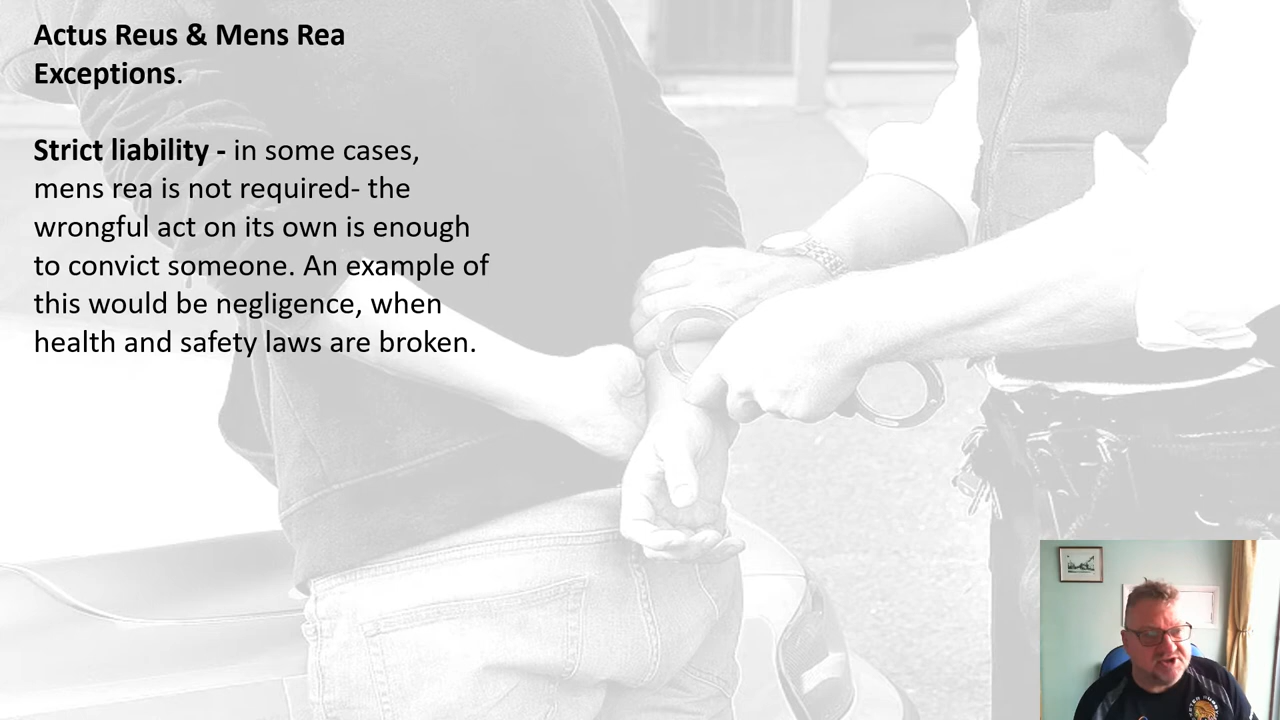 Actus Reus & Mens Rea
Exceptions.
Strict liability - in some cases,
mens rea is not required- the
wrongful act on its own is enough
to convict someone. An example of
this would be negligence, when
health and safety laws are broken.